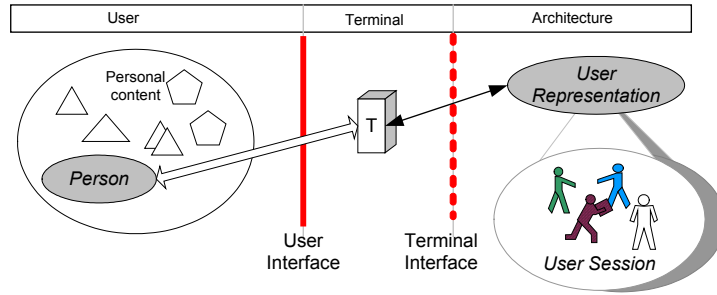 User
Terminal
Architecture
Personal
content
User
Representation
T
Person
User
Interface
Terminal
Interface
User Session